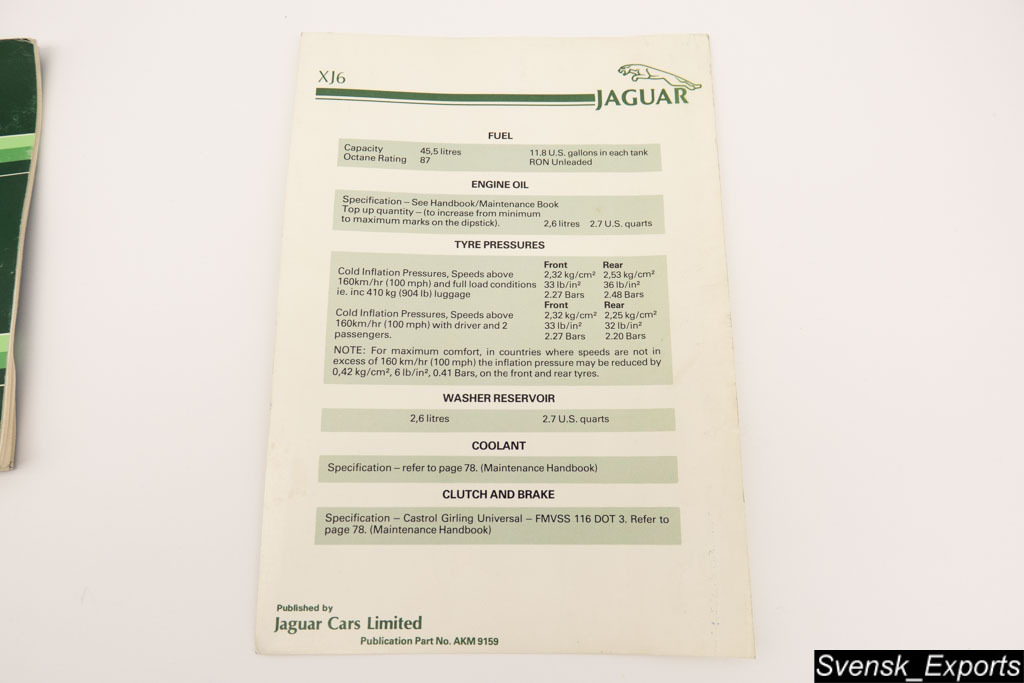 XJ6
JAGUAR
FUEL
Capacity 45,5 litres 11.8 U.S. gallons in each tank
Octane Rating 87 RON Unleaded
ENGINE OIL
Specification – See Handbook/Maintenance Book
Top up quantity – (to increase from minimum
to maximum marks on the dipstick). 2,6 litres 2.7 U.S. quarts
TYRE PRESSURES
Front Rear
Cold Inflation Pressures, Speeds above 2,32 kg/cm² 2,53 kg/cm²
160km/hr (100 mph) and full load conditions 33 lb/in² 36 lb/in²
ie. inc 410 kg (904 lb) luggage 2.27 Bars 2.48 Bars
Front Rear
Cold Inflation Pressures, Speeds above 2,32 kg/cm² 2,25 kg/cm²
160km/hr (100 mph) with driver and 2 33 lb/in² 32 lb/in²
passengers. 2.27 Bars 2.20 Bars
NOTE: For maximum comfort, in countries where speeds are not in
excess of 160 km/hr (100 mph) the inflation pressure may be reduced by
0,42 kg/cm², 6 lb/in², 0.41 Bars, on the front and rear tyres.
WASHER RESERVOIR
2,6 litres 2.7 U.S. quarts
COOLANT
Specification – refer to page 78. (Maintenance Handbook)
CLUTCH AND BRAKE
Specification – Castrol Girling Universal – FMVSS 116 DOT 3. Refer to
page 78. (Maintenance Handbook)
Published by
Jaguar Cars Limited
Publication Part No. AKM 9159
Svensk_Exports